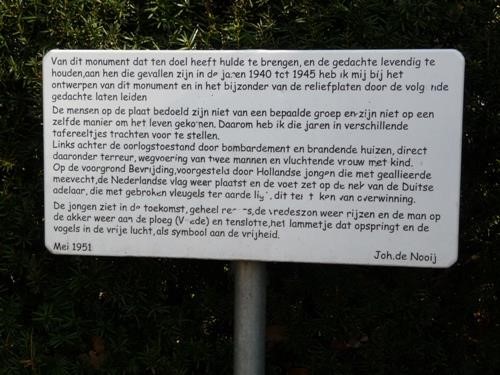 Van dit monument dat ten doel heeft hulde te brengen, en de gedachte levendig te
houden,aan hen die gevallen zijn in de jaren 1940 tot 1945 heb ik mij bij het
ontwerpen van dit monument en in het bijzonder van de reliefplaten door de
gedachte laten leiden
De mensen op de plaat bedoeld zijn niet van een bepaalde groep en zijn niet op een
zelfde manier om het leven gekomen. Daarom heb ik die jaren in verschillende
tafereeltjes trachten voor te stellen.
Links achter de oorlogstoestand door bombardement en brandende huizen, direct
daaronder terreur, wegvoering van twee mannen en vluchtende vrouw met kind.
Op de voorgrond Bevrijding,voorgesteld door Hollandse jongen die met geallieerde
meevecht,de Nederlandse vlag weer plaatst en de voet zet op de nek van de Duitse
adelaar, die met gebroken vleugels ter aarde dit van overwinning.
De jongen ziet in de toekomst, geheel de vredeszon weer rijzen en de man op
de akker weer aan de ploeg en tenslotte,het lammetje dat opspringt en de
vogels in de vrije lucht,als symbool aan de vrijheid.
Mei 1951
Joh.de Nooij